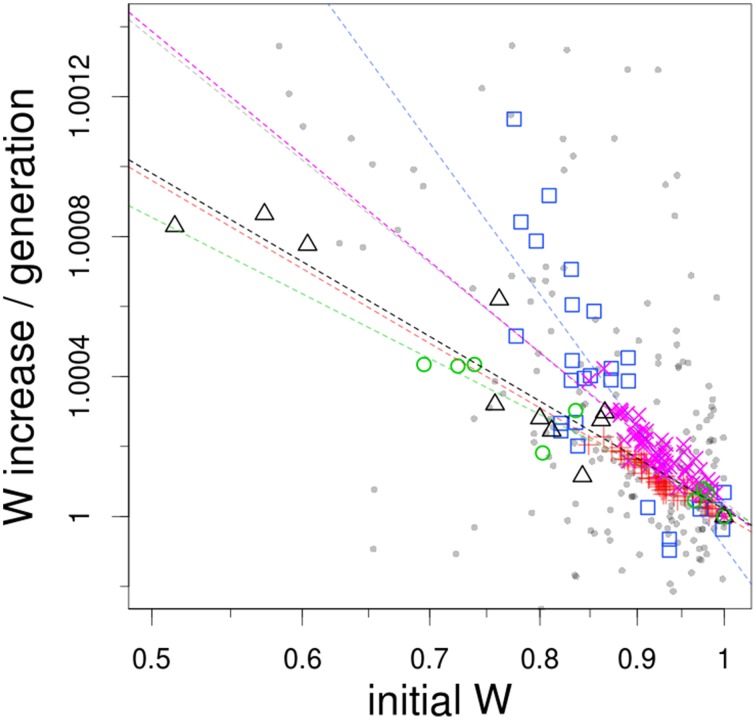 W increase / generation
1.0012
1.0008
1.0004
1
0.5 0.6 0.7 0.8 0.9 1
initial W